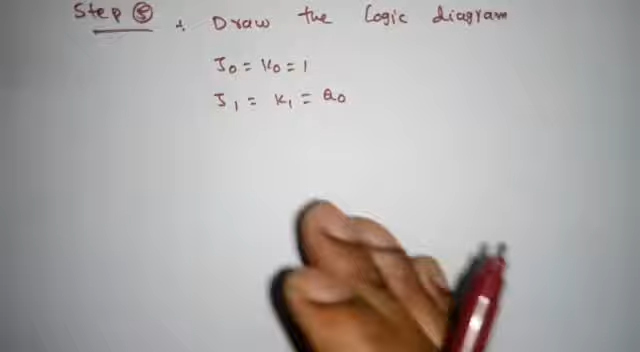 Step ⑤ : Draw the logic diagram
J0 = K0 = 1
J1 = K1 = Q0